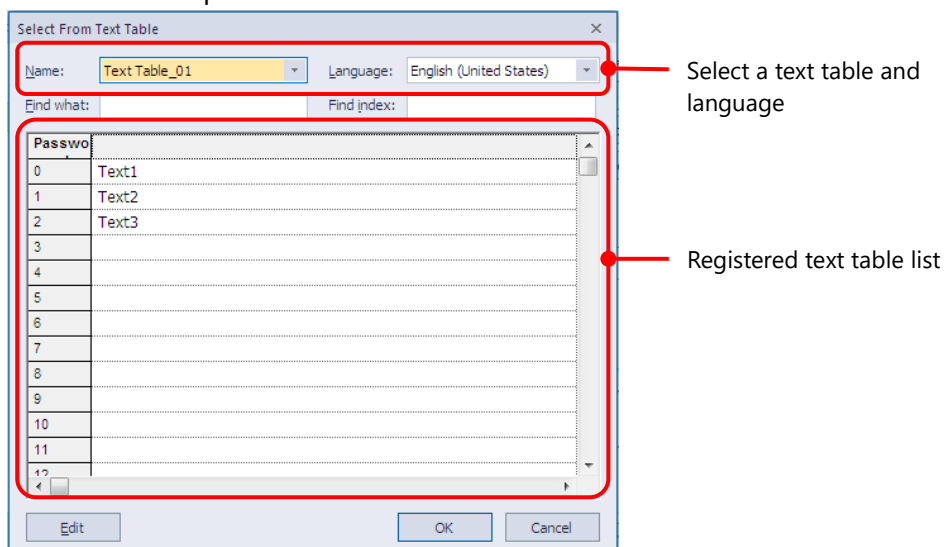 Select From Text Table
Name: Text Table_01 Language: English (United States)
Select a text table and
language
Find what: Find index:
Passwo
0 Text1
1 Text2
2 Text3
3
4
5
6
7
8
9
10
11
12
Registered text table list
Edit OK Cancel